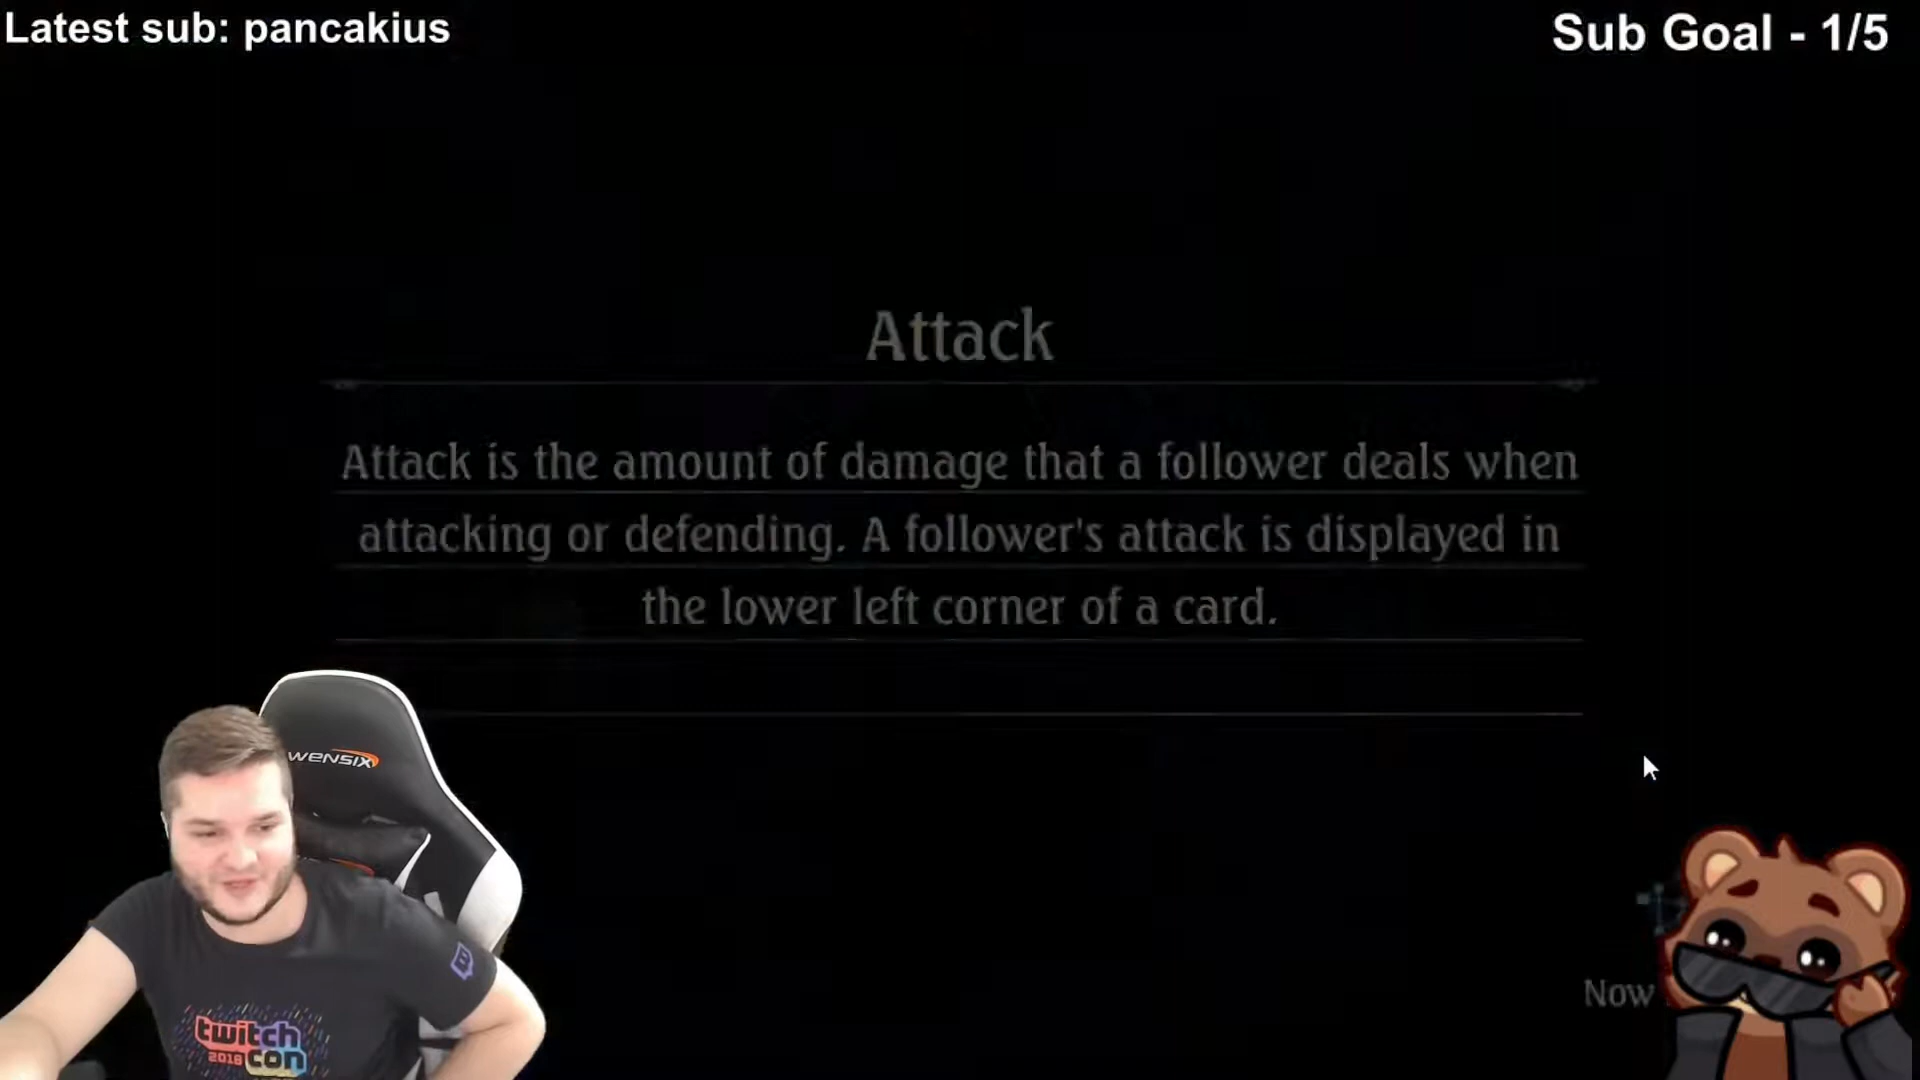 Latest sub: pancakius
Sub Goal - 1/5
Attack
Attack is the amount of damage that a follower deals when
attacking or defending. A follower's attack is displayed in
the lower left corner of a card.
WENSIX
Now
twitch
2018 con